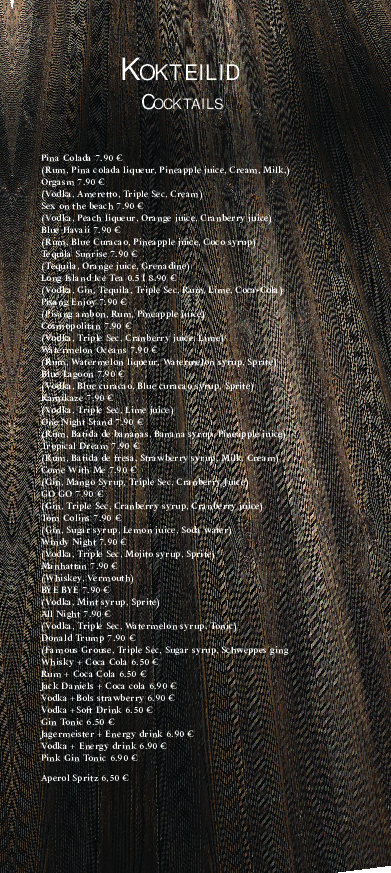 KOKTEILID
COCKTAILS
Pina Colada 7.90 €
(Rum, Pina colada liqueur, Pineapple juice, Cream, Milk,)
Orgasm 7.90 €
(Vodka, Ameretto, Triple Sec, Cream)
Sex on the beach 7.90 €
(Vodka, Peach liqueur, Orange juice, Cranberry juice)
Blue Havaii 7.90 €
(Rum, Blue Curacao, Pineapple juice, Coco syrop)
Tequila Sunrise 7.90 €
(Tequila, Orange juice, Grenadine)
Long Island Ice Tea 0.5 l 8.90 €
(Vodka, Gin, Tequila, Triple Sec, Rum, Lime, Coca-Cola)
Pisang Enjoy 7.90 €
(Pisang ambon, Rum, Pineapple Juice)
Cosmopolitan 7.90 €
(Vodka, Triple Sec, Cranberry juice, Lime)
Watermelon Oceans 7.90 €
(Rum, Watermelon liqueur, Watermelon syrup, Sprite)
Blue Lagoon 7.90 €
(Vodka, Blue curacao, Blue curacao syrup, Sprite)
Kamikaze 7.90 €
(Vodka, Triple Sec, Lime juice)
One Night Stand 7.90 €
(Rum, Batida de bananas, Banana syrup, Pineapple juice)
Tropical Dream 7.90 €
(Rum, Batida de fresa, Strawberry syrup, Milk, Cream)
Come With Me 7.90 €
(Gin, Mango Syrup, Triple Sec, Cranberry Juice)
GO GO 7.90 €
(Gin, Triple Sec, Cranberry syrup, Cranberry juice)
Tom Colins 7.90 €
(Gin, Sugar syrup, Lemon juice, Soda water)
Windy Night 7.90 €
(Vodka, Triple Sec, Mojito syrup, Sprite)
Manhattan 7.90 €
(Whiskey, Vermouth)
BYE BYE 7.90 €
(Vodka, Mint syrup, Sprite)
All Night 7.90 €
(Vodka, Triple Sec, Watermelon syrup, Tonic)
Donald Trump 7.90 €
(Famous Grouse, Triple Sec, Sugar syrup, Schweppes ging
Whisky + Coca Cola 6.50 €
Rum + Coca Cola 6.50 €
Jack Daniels + Coca cola 6.90 €
Vodka +Bols strawberry 6.90 €
Vodka +Soft Drink 6.50 €
Gin Tonic 6.50 €
Jagermeister + Energy drink 6.90 €
Vodka + Energy drink 6.90 €
Pink Gin Tonic 6.90 €
Aperol Spritz 6,50 €